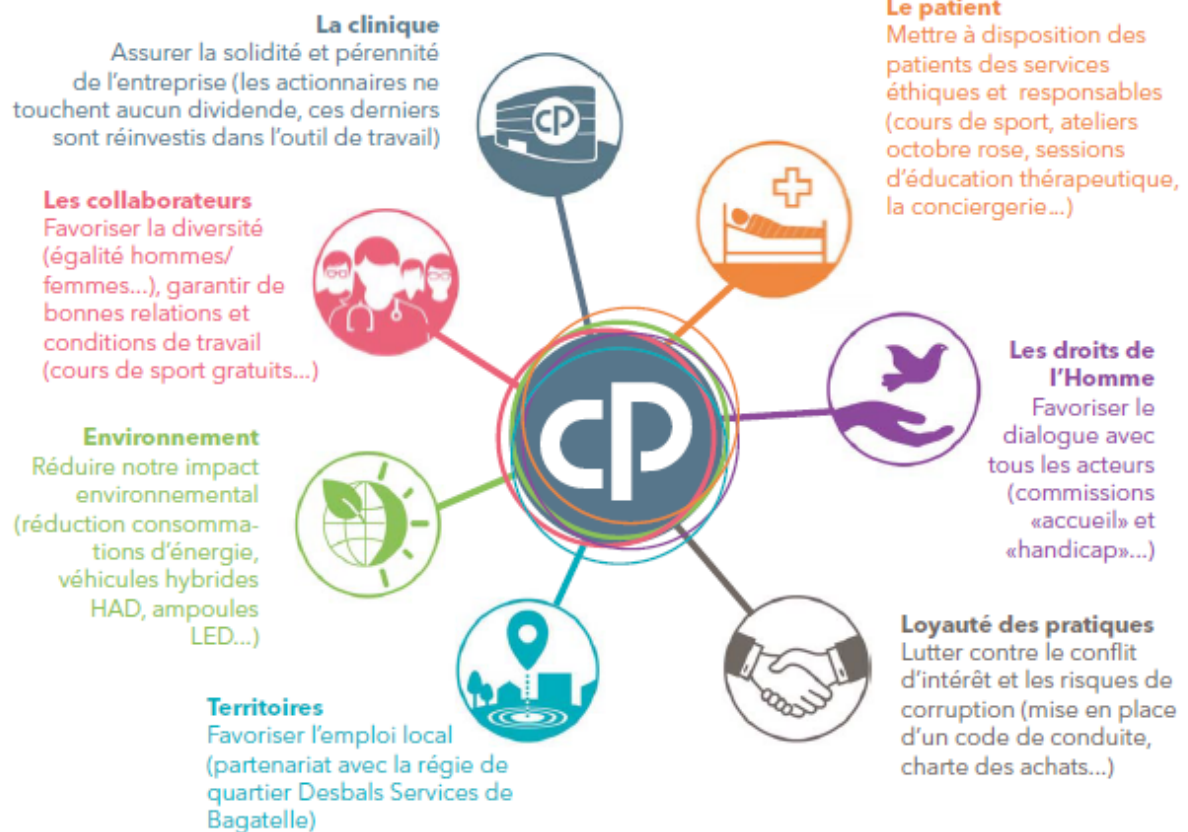 La clinique
Assurer la solidité et pérennité
de l'entreprise (les actionnaires ne
touchent aucun dividende, ces derniers
sont réinvestis dans l'outil de travail)
Le patient
Mettre à disposition des
patients des services
éthiques et responsables
(cours de sport, ateliers
octobre rose, sessions
d'éducation thérapeutique,
la conciergerie...)
CP
Les collaborateurs
Favoriser la diversité
(égalité hommes/
femmes...), garantir de
bonnes relations et
conditions de travail
(cours de sport gratuits...)
Les droits de
l'Homme
Favoriser le
dialogue avec
tous les acteurs
(commissions
«accueil» et
«handicap»...)
CP
Environnement
Réduire notre impact
environnemental
(réduction consomma-
tions d'énergie,
véhicules hybrides
HAD, ampoules
LED...)
Loyauté des pratiques
Lutter contre le conflit
d'intérêt et les risques de
corruption (mise en place
d'un code de conduite,
charte des achats...)
Territoires
Favoriser l'emploi local
(partenariat avec la régie de
quartier Desbals Services de
Bagatelle)